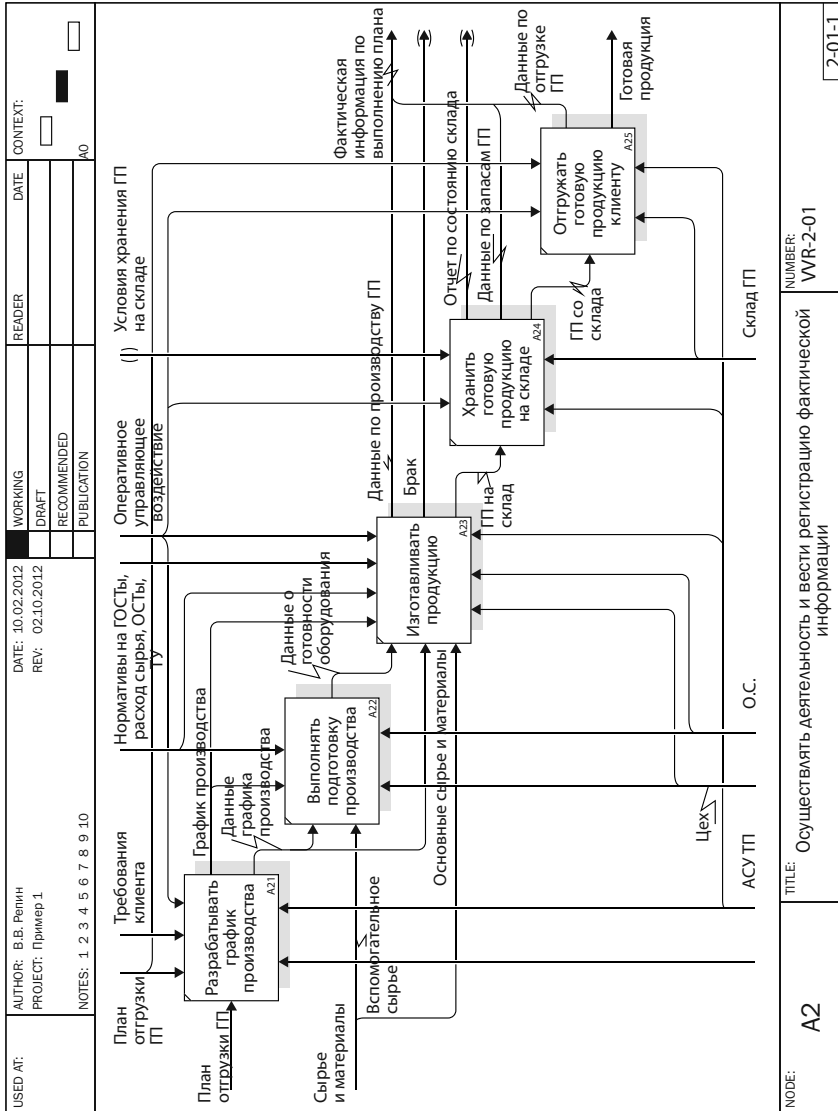 USED AT:
AUTHOR: В.В. Репин
PROJECT: Пример 1
NOTES: 1 2 3 4 5 6 7 8 9 10
DATE: 10.02.2012
REV: 02.10.2012
WORKING
DRAFT
RECOMMENDED
PUBLICATION
READER
DATE
CONTEXT:
A0
План
отгрузки
ГП
Требования
клиента
Нормативы на ГОСТы,
расход сырья, ОСТы,
ТУ
Оперативное
управляющее
воздействие
( )
Условия хранения ГП
на складе
План
отгрузки ГП
Разрабатывать
график
производства
A21
График производства
Данные
графика
производства
Сырье
и материалы
Вспомогательное
сырье
Выполнять
подготовку
производства
A22
Данные о
готовности
оборудования
Основные сырье и материалы
Изготавливать
продукцию
A23
Данные по производству ГП
Брак
ГП на
склад
Хранить
готовую
продукцию
на складе
A24
Отчет по состоянию склада
Данные по запасам ГП
ГП со
склада
Отгружать
готовую
продукцию
клиенту
A25
Фактическая
информация по
выполнению плана
( )
( )
Данные по
отгрузке
ГП
Готовая
продукция
Цех
АСУ ТП
О.С.
Склад ГП
NODE:
A2
TITLE:
Осуществлять деятельность и вести регистрацию фактической
информации
NUMBER:
VVR-2-01
2-01-1